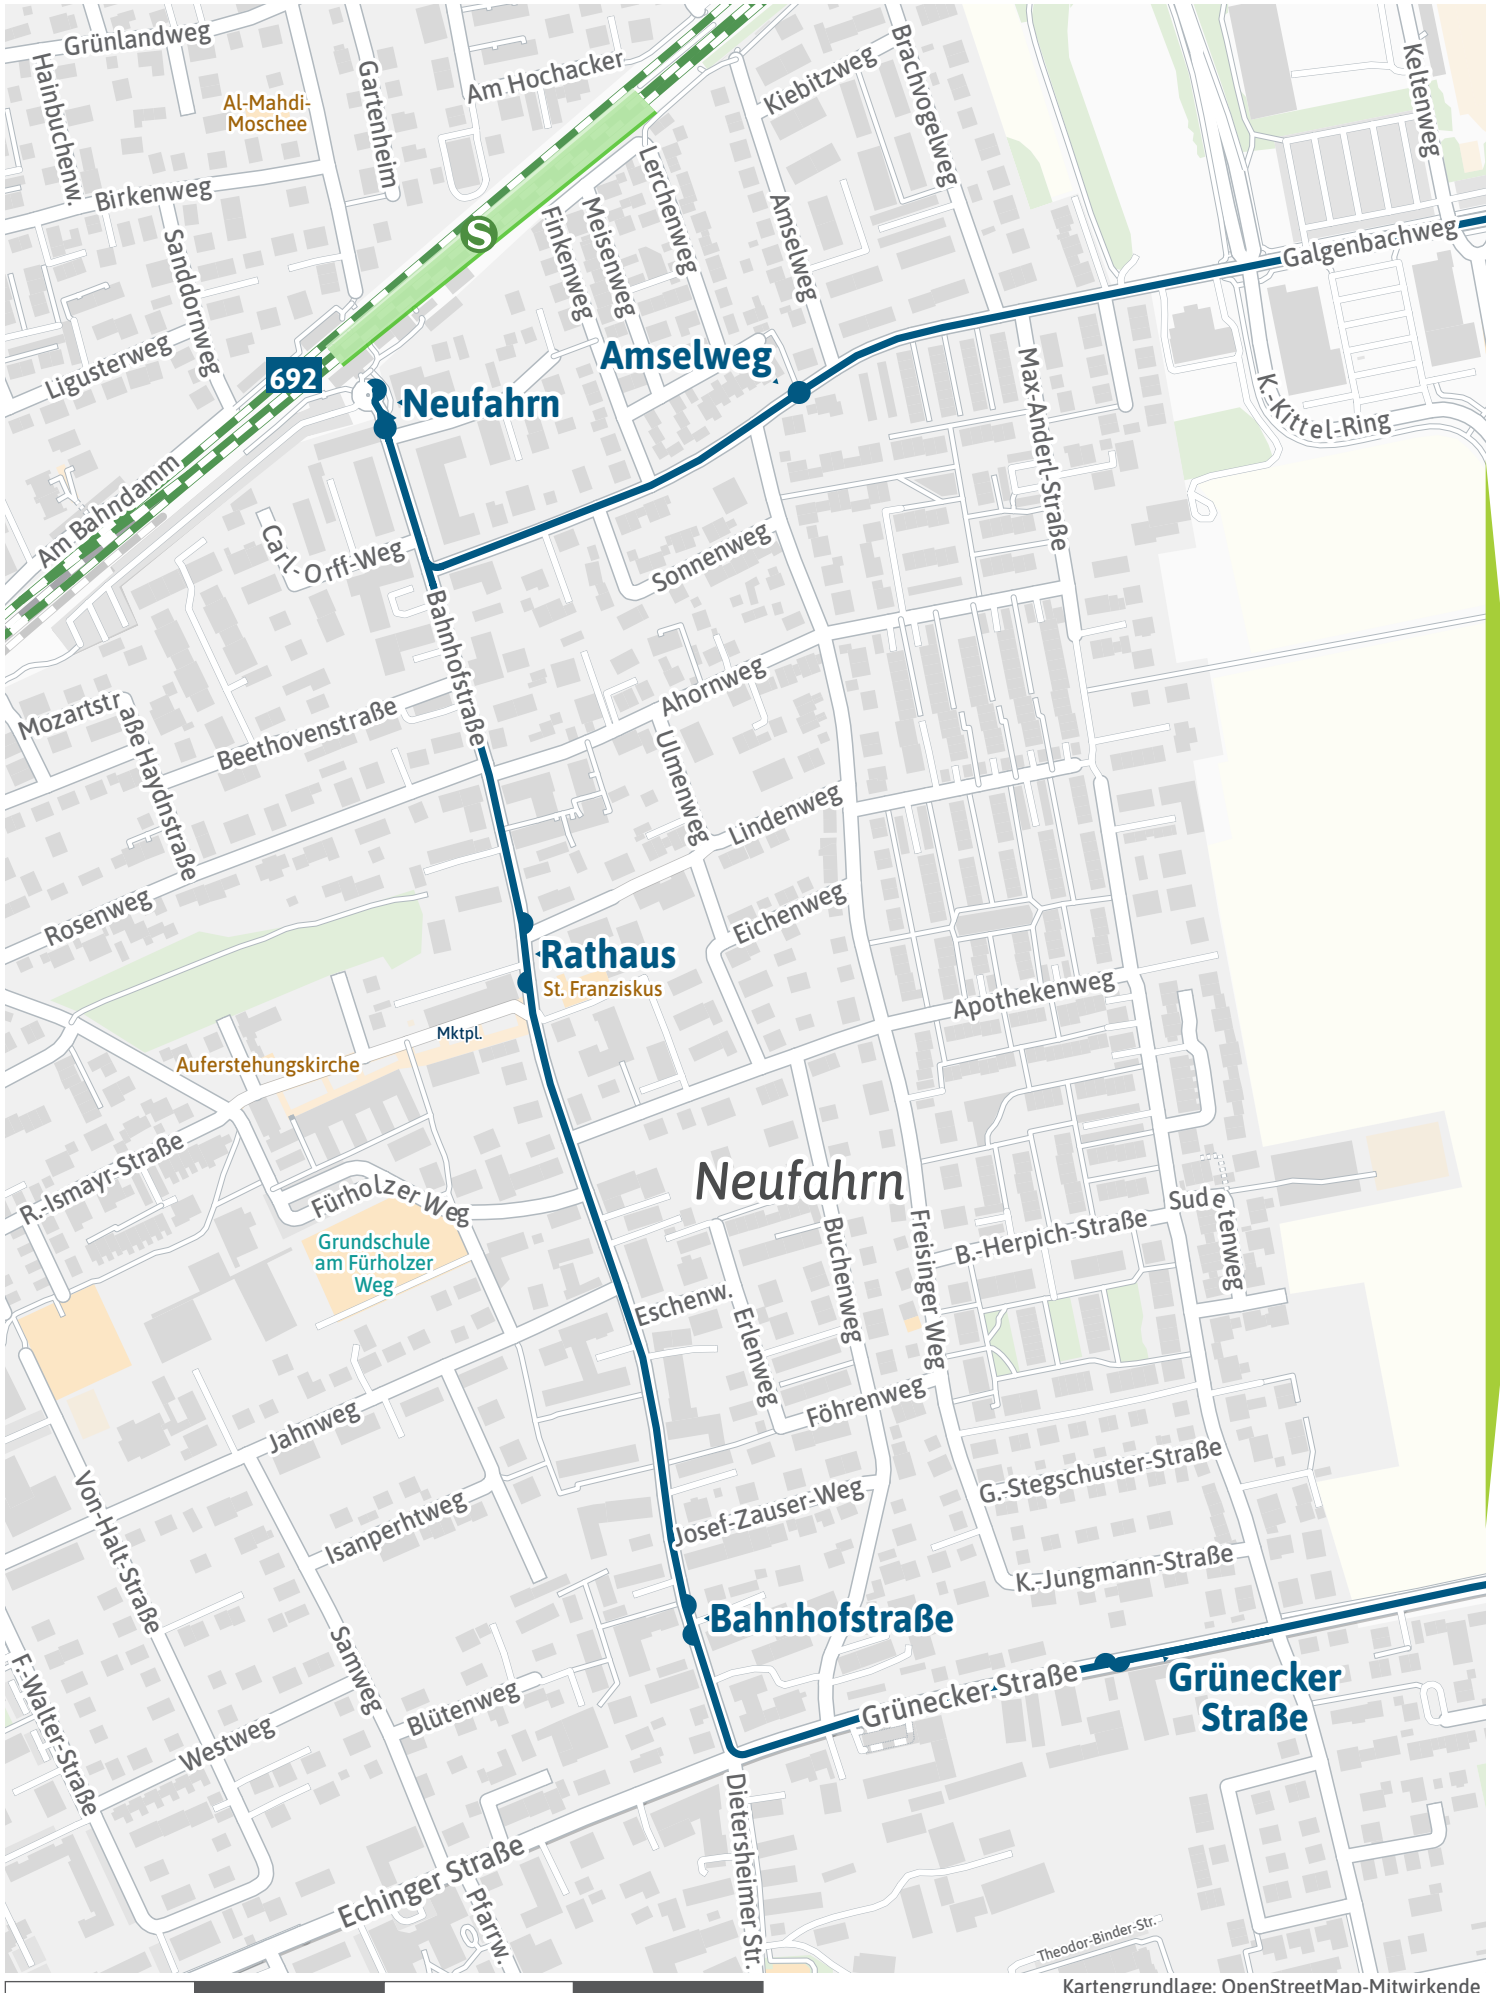 Grünlandweg
Hainbuchenw.
Al-Mahdi-
Moschee
Gartenheim
Am Hochacker
Kiebitzweg
Brachvogelweg
Keltenweg
Birkenweg
Sanddornweg
S
Finkenweg
Meisenweg
Lerchenweg
Amselweg
Galgenbachweg
Ligusterweg
692
Neufahrn
Amselweg
Max-Anderl-Straße
K.-Kittel-Ring
Am Bahndamm
Carl-
Orff-Weg
Sonnenweg
Bahnhofstraße
Mozartstraße
Haydnstraße
Beethovenstraße
Ahornweg
Ulmenweg
Lindenweg
Rosenweg
Eichenweg
Rathaus
St. Franziskus
Mktpl.
Apothekenweg
Auferstehungskirche
R.-Ismayr-Straße
Fürholzer Weg
Neufahrn
Grundschule
am Fürholzer
Weg
Buchenweg
Freisinger Weg
B.-Herpich-Straße
Sudetenweg
Eschenw.
Erlenweg
Föhrenweg
Jahnweg
Von-Halt-Straße
Isanperhtweg
Josef-Zauser-Weg
G.-Stegschuster-Straße
K.-Jungmann-Straße
Bahnhofstraße
Samweg
F.-Walter-Straße
Westweg
Blütenweg
Grünecker Straße
Grünecker
Straße
Echinger Straße
Pfarrw.
Dietersheimer Str.
Theodor-Binder-Str.
Kartengrundlage: OpenStreetMap-Mitwirkende